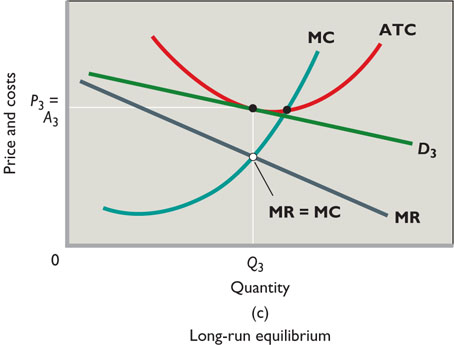 MC
ATC
P3 =
A3
Price and costs
D3
MR = MC
MR
0
Q3
Quantity
(c)
Long-run equilibrium